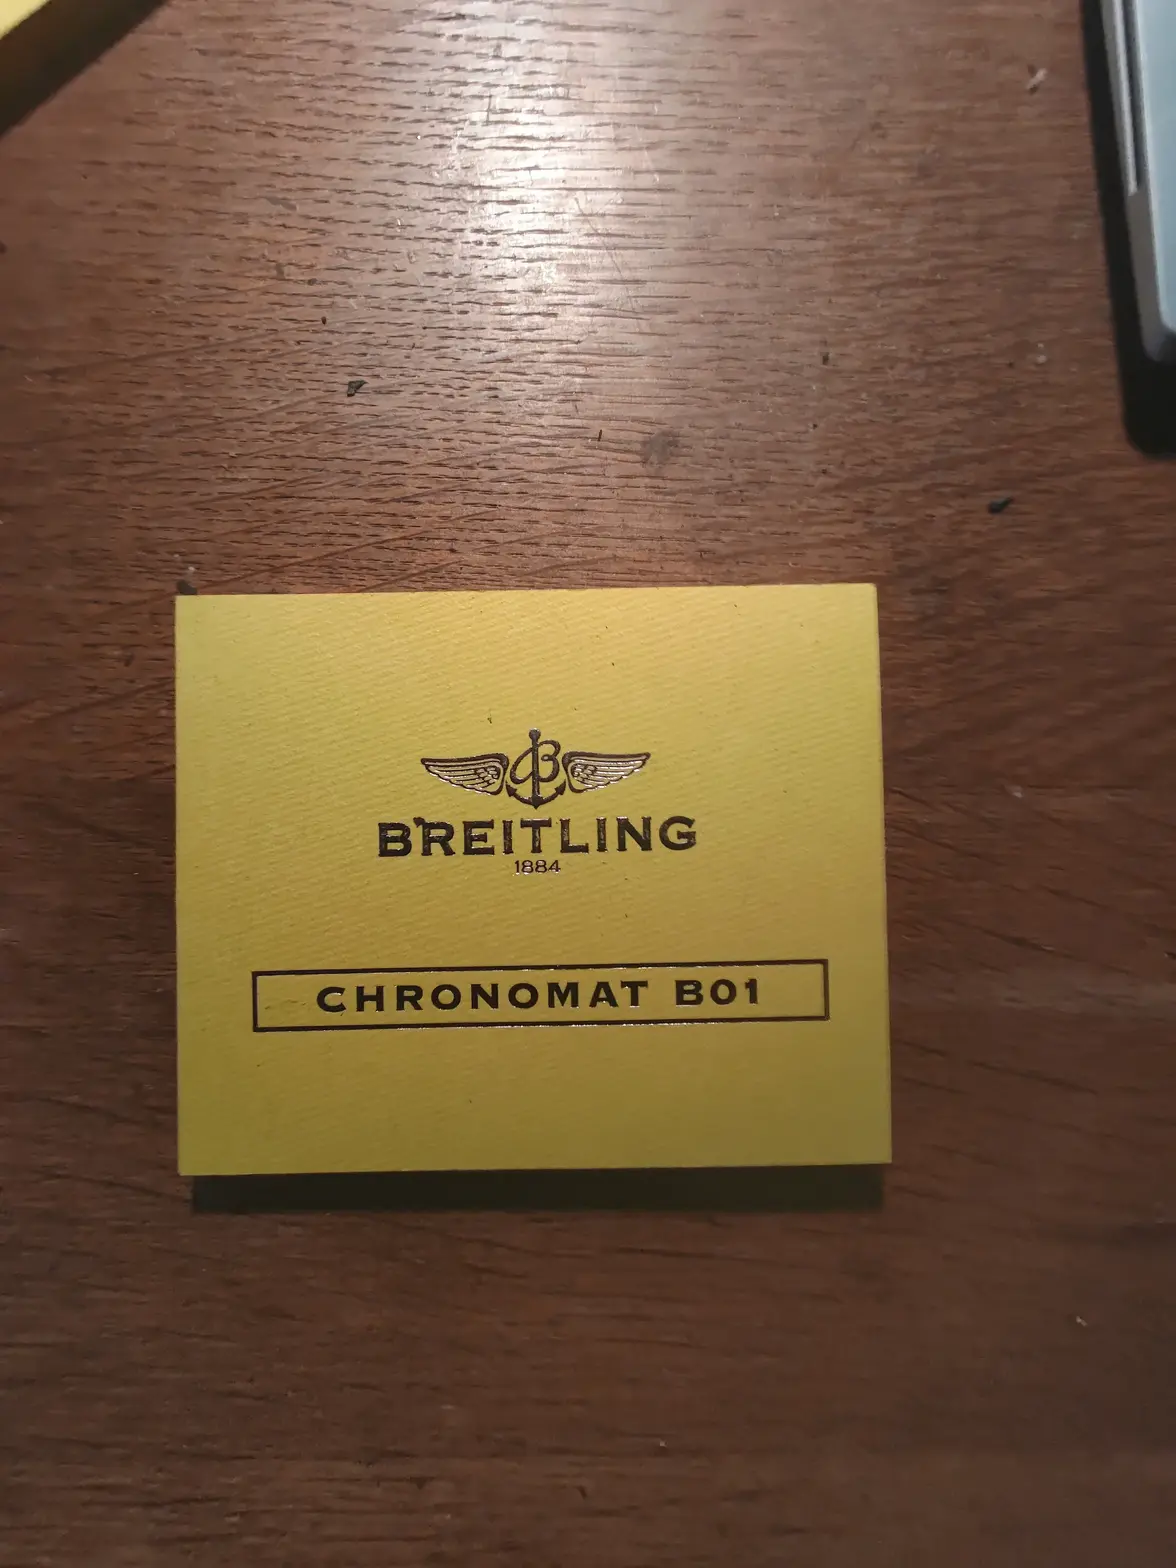 BREITLING
1884
CHRONOMAT B01